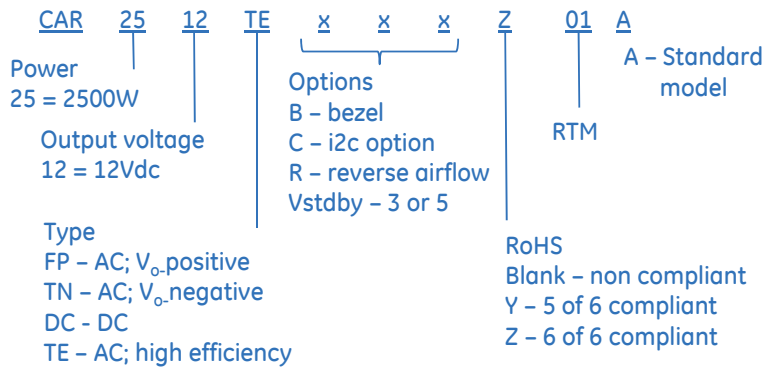 CAR 25 12 TE x x x Z 01 A
Power
25 = 2500W
Output voltage
12 = 12Vdc
Type
FP – AC; Vo-positive
TN – AC; Vo-negative
DC - DC
TE – AC; high efficiency
Options
B – bezel
C – i2c option
R – reverse airflow
Vstdby – 3 or 5
RoHS
Blank – non compliant
Y – 5 of 6 compliant
Z – 6 of 6 compliant
RTM
A – Standard
model